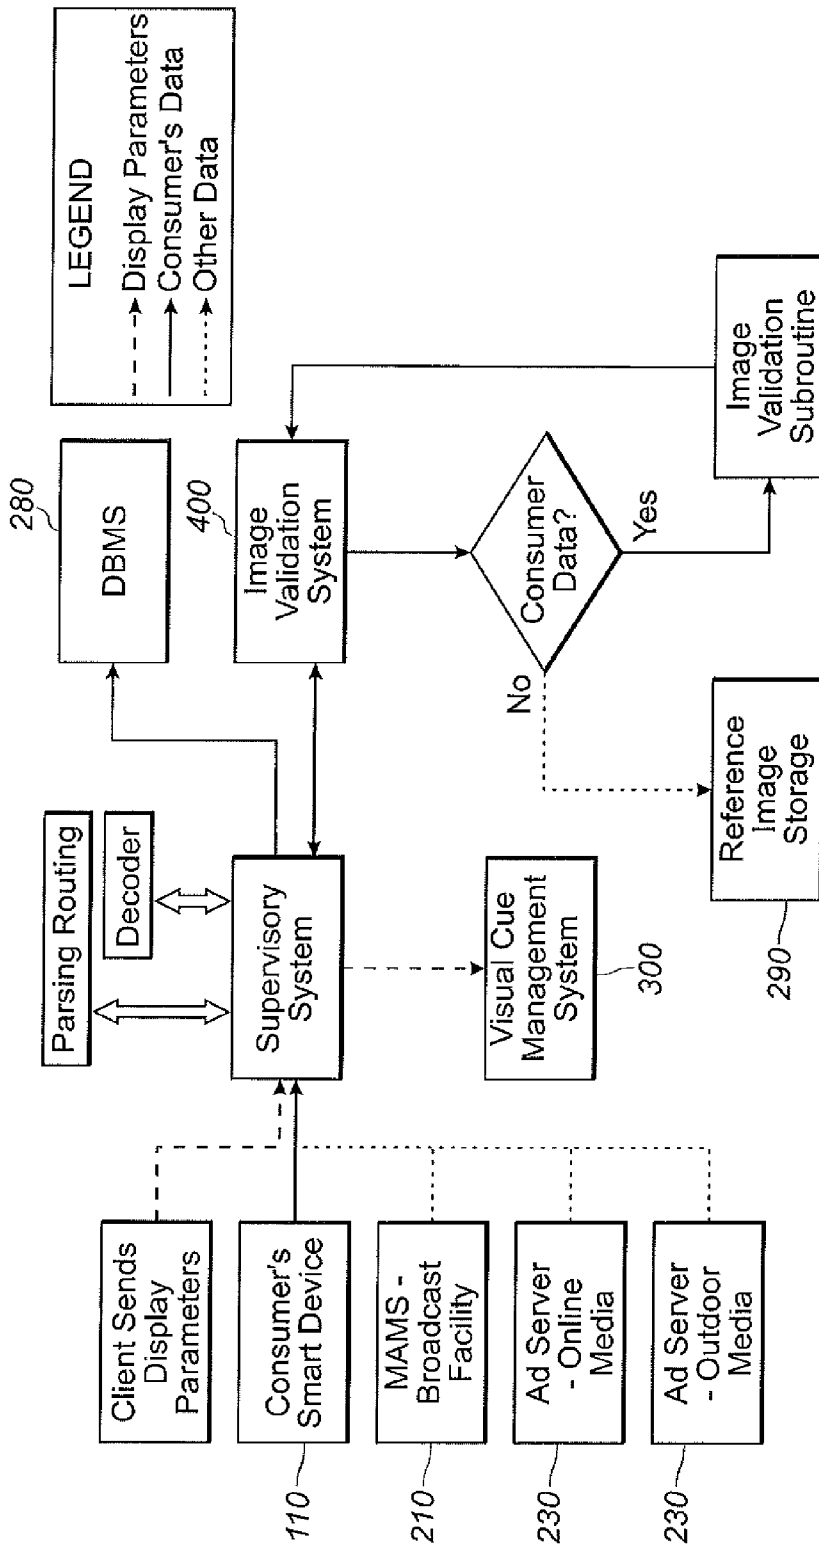 LEGEND
Display Parameters
Consumer's Data
Other Data
Parsing Routing
Decoder
280
DBMS
Client Sends
Display
Parameters
110
Consumer's
Smart Device
210
MAMS -
Broadcast
Facility
230
Ad Server
- Online
Media
230
Ad Server
- Outdoor
Media
Supervisory
System
Visual Cue
Management
System
300
400
Image
Validation
System
Consumer
Data?
No
Yes
Reference
Image
Storage
290
Image
Validation
Subroutine